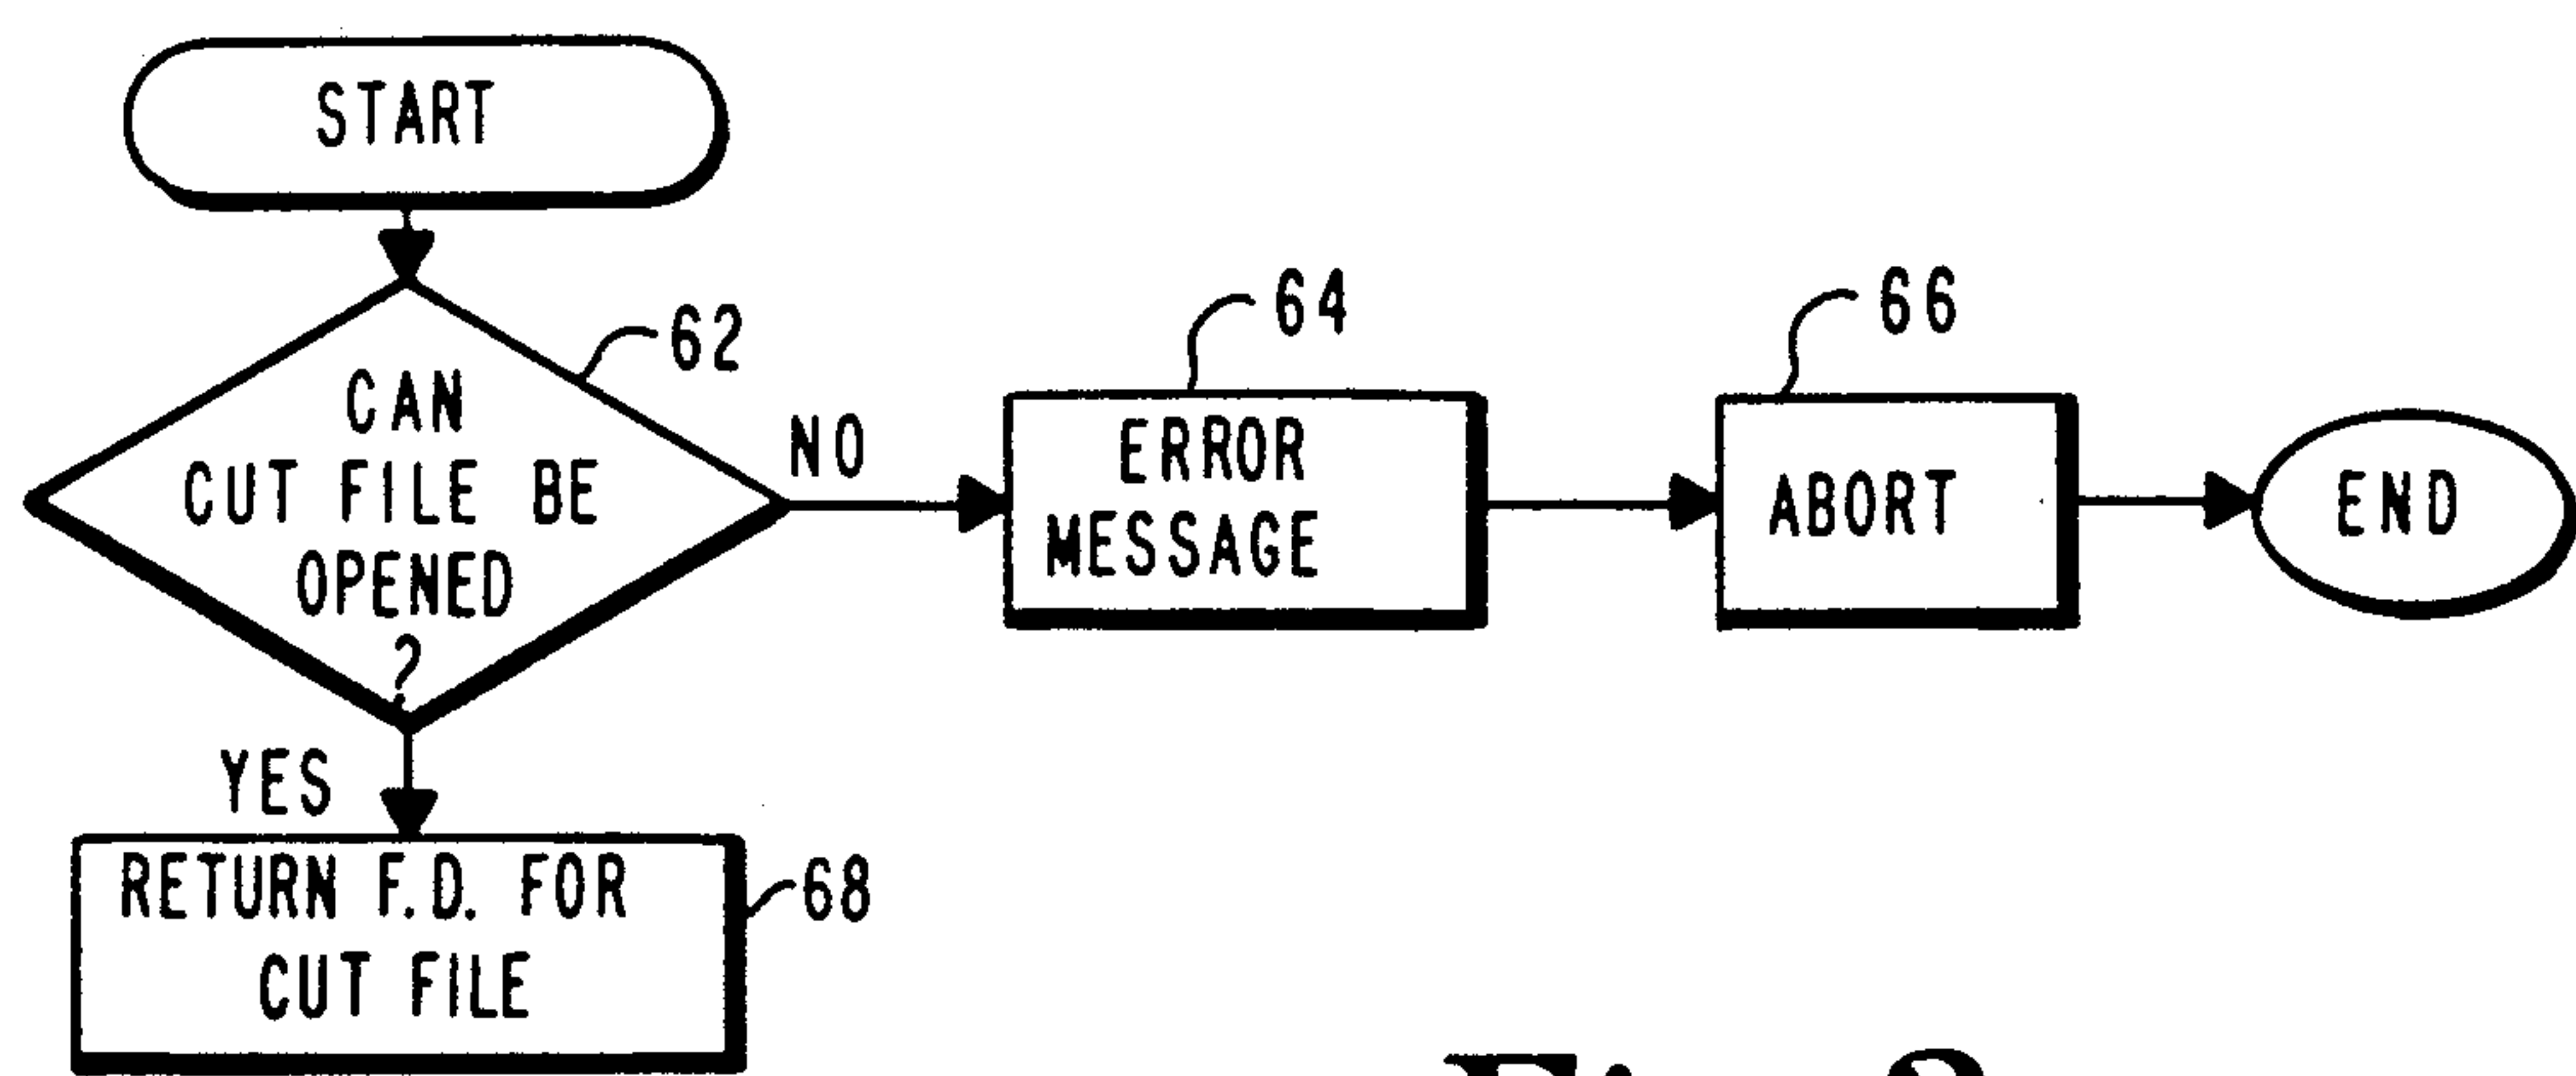 START
62
CAN
CUT FILE BE
OPENED
?
NO
64
ERROR
MESSAGE
66
ABORT
END
YES
RETURN F.D. FOR
CUT FILE
68